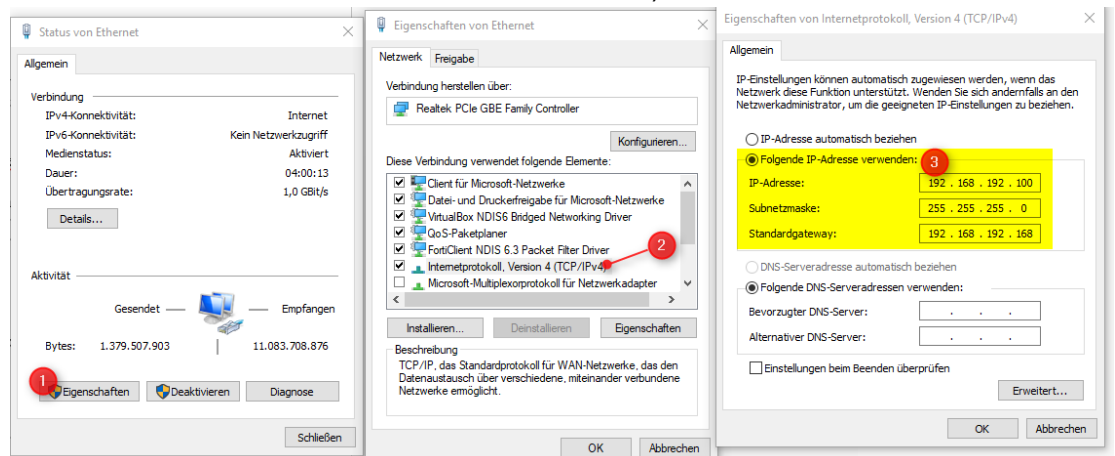 Status von Ethernet
Allgemein
Verbindung
IPv4-Konnektivität: Internet
IPv6-Konnektivität: Kein Netzwerkzugriff
Medienstatus: Aktiviert
Dauer: 04:00:13
Übertragungsrate: 1,0 GBit/s
Details...
Aktivität
Gesendet
Empfangen
Bytes: 1.379.507.903 11.083.708.876
1
Eigenschaften
Deaktivieren
Diagnose
Schließen
Eigenschaften von Ethernet
Netzwerk Freigabe
Verbindung herstellen über:
Realtek PCIe GBE Family Controller
Konfigurieren...
Diese Verbindung verwendet folgende Elemente:
Client für Microsoft-Netzwerke
Datei- und Druckerfreigabe für Microsoft-Netzwerke
VirtualBox NDIS6 Bridged Networking Driver
QoS-Paketplaner
FortiClient NDIS 6.3 Packet Filter Driver
2
Internetprotokoll, Version 4 (TCP/IPv4)
Microsoft-Multiplexorprotokoll für Netzwerkadapter
Installieren...
Deinstallieren
Eigenschaften
Beschreibung
TCP/IP, das Standardprotokoll für WAN-Netzwerke, das den
Datenaustausch über verschiedene, miteinander verbundene
Netzwerke ermöglicht.
OK
Abbrechen
Eigenschaften von Internetprotokoll, Version 4 (TCP/IPv4)
Allgemein
IP-Einstellungen können automatisch zugewiesen werden, wenn das
Netzwerk diese Funktion unterstützt. Wenden Sie sich andernfalls an den
Netzwerkadministrator, um die geeigneten IP-Einstellungen zu beziehen.
IP-Adresse automatisch beziehen
Folgende IP-Adresse verwenden: 3
IP-Adresse: 192 . 168 . 192 . 100
Subnetzmaske: 255 . 255 . 255 . 0
Standardgateway: 192 . 168 . 192 . 168
DNS-Serveradresse automatisch beziehen
Folgende DNS-Serveradressen verwenden:
Bevorzugter DNS-Server: . . .
Alternativer DNS-Server: . . .
Einstellungen beim Beenden überprüfen
Erweitert...
OK
Abbrechen